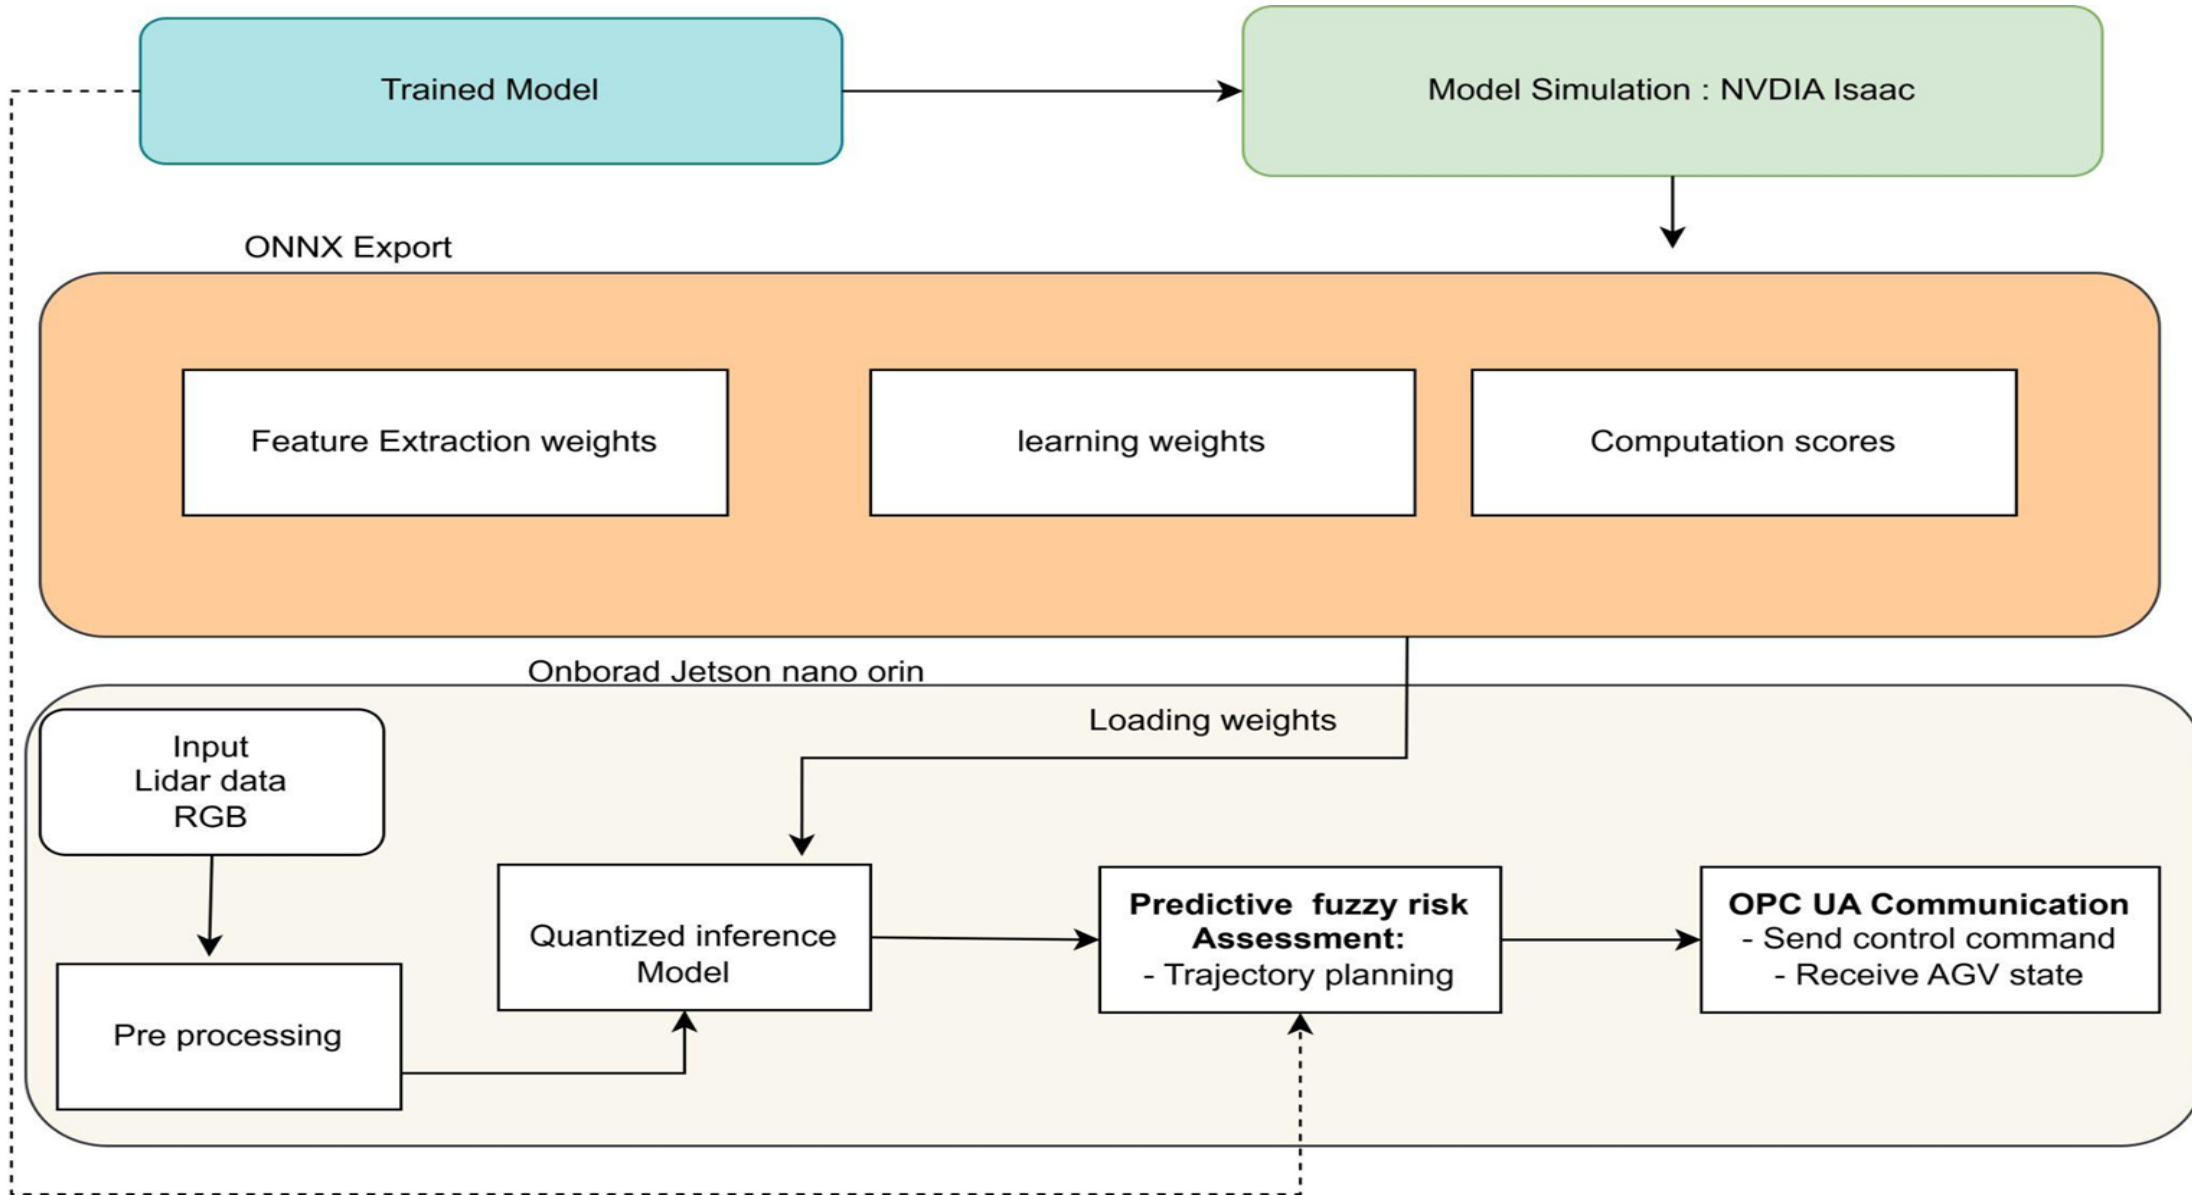 Trained Model
Model Simulation : NVDIA Isaac
ONNX Export
Feature Extraction weights
learning weights
Computation scores
Onborad Jetson nano orin
Loading weights
Input
Lidar data
RGB
Pre processing
Quantized inference
Model
Predictive fuzzy risk
Assessment:
- Trajectory planning
OPC UA Communication
- Send control command
- Receive AGV state